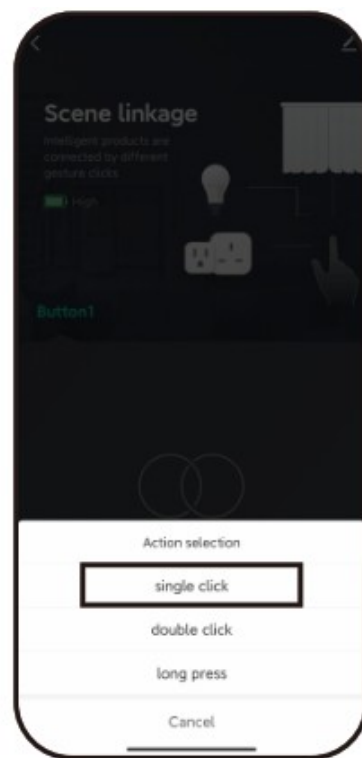 Scene linkage
Intelligent products are
connected by different
gesture clicks
High
Button1
Action selection
single click
double click
long press
Cancel